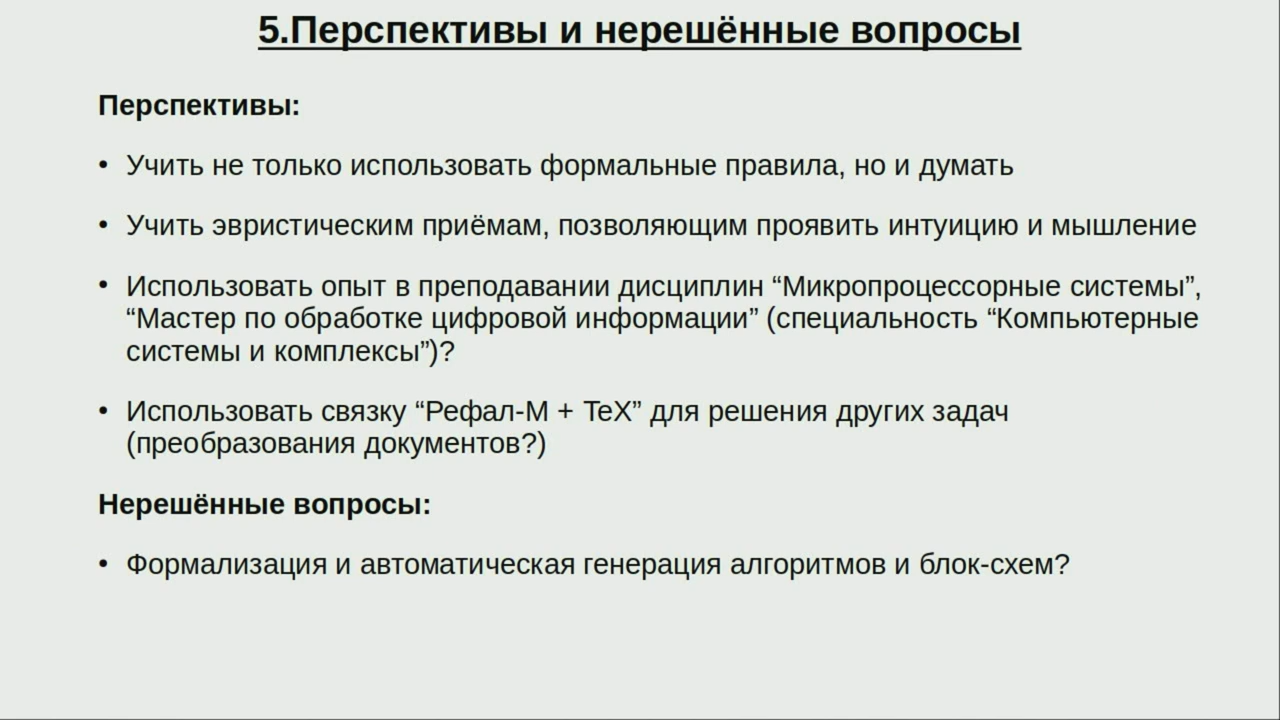 5.Перспективы и нерешённые вопросы
Перспективы:
• Учить не только использовать формальные правила, но и думать
• Учить эвристическим приёмам, позволяющим проявить интуицию и мышление
• Использовать опыт в преподавании дисциплин “Микропроцессорные системы”,
“Мастер по обработке цифровой информации” (специальность “Компьютерные
системы и комплексы”)?
• Использовать связку “Рефал-М + TeX” для решения других задач
(преобразования документов?)
Нерешённые вопросы:
• Формализация и автоматическая генерация алгоритмов и блок-схем?